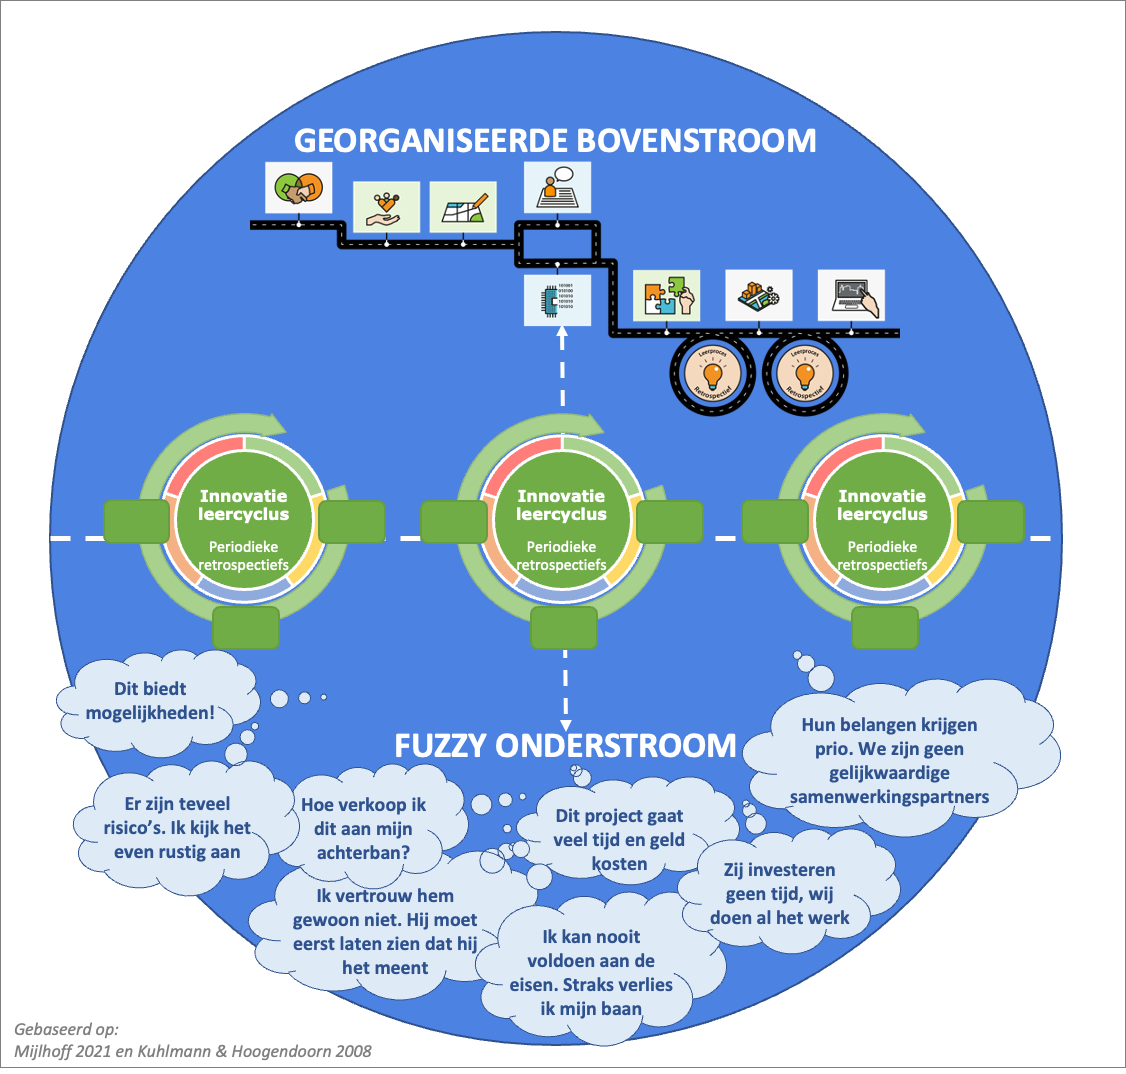 GEORGANISEERDE BOVENSTROOM
101001
010100
101010
101010
101010
Leerproces
Retrospectief
Leerproces
Retrospectief
Innovatie
leercyclus
Periodieke
retrospectiefs
Innovatie
leercyclus
Periodieke
retrospectiefs
Innovatie
leercyclus
Periodieke
retrospectiefs
FUZZY ONDERSTROOM
Dit biedt
mogelijkheden!
Er zijn teveel
risico’s. Ik kijk het
even rustig aan
Hoe verkoop ik
dit aan mijn
achterban?
Ik vertrouw hem
gewoon niet. Hij moet
eerst laten zien dat hij
het meent
Dit project gaat
veel tijd en geld
kosten
Ik kan nooit
voldoen aan de
eisen. Straks verlies
ik mijn baan
Zij investeren
geen tijd, wij
doen al het werk
Hun belangen krijgen
prio. We zijn geen
gelijkwaardige
samenwerkingspartners
Gebaseerd op:
Mijlhoff 2021 en Kuhlmann & Hoogendoorn 2008